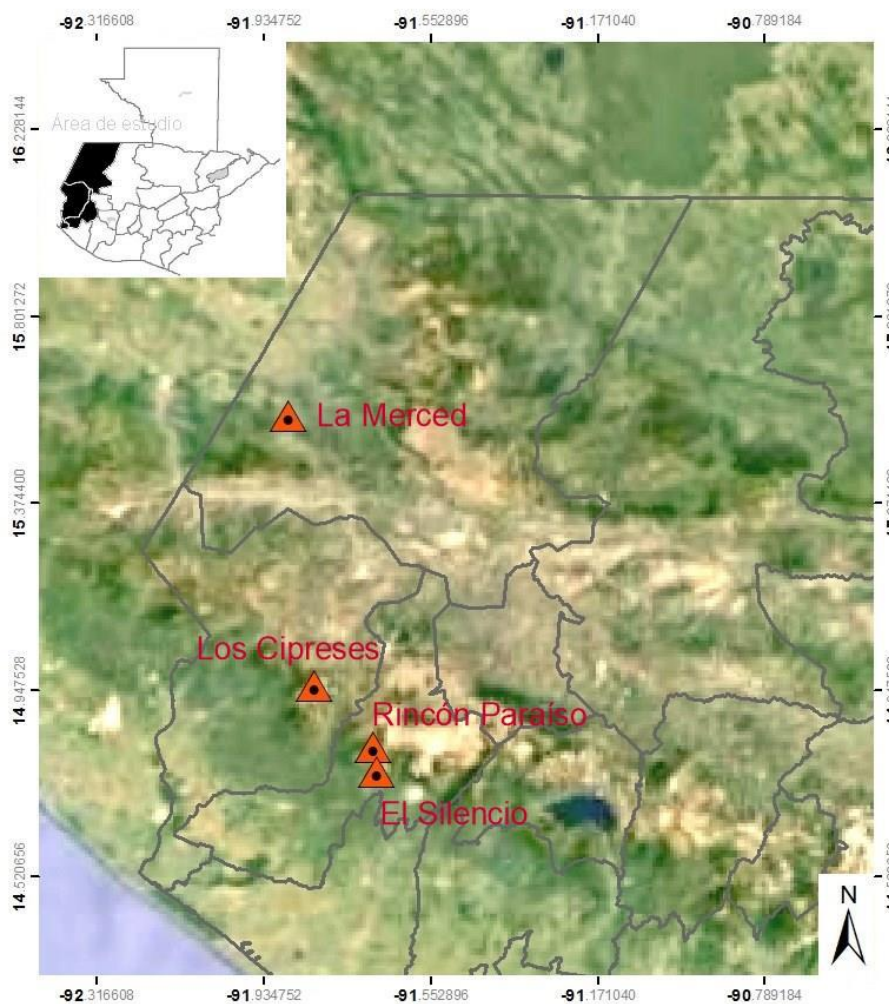 -92.316608 -91.934752 -91.552896 -91.171040 -90.789184
Área de estudio
16.228144
15.801272
La Merced
15.374400
Los Cipreses
14.947528
Rincón Paraíso
El Silencio
14.520656
N
-92.316608 -91.934752 -91.552896 -91.171040 -90.789184